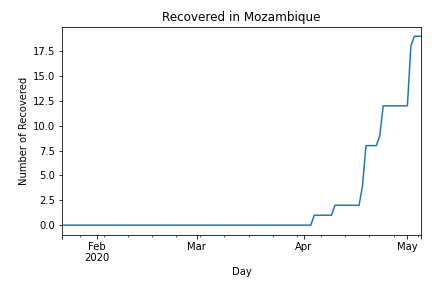 Recovered in Mozambique
Number of Recovered
17.5
15.0
12.5
10.0
7.5
5.0
2.5
0.0
Feb
2020
Mar
Apr
May
Day